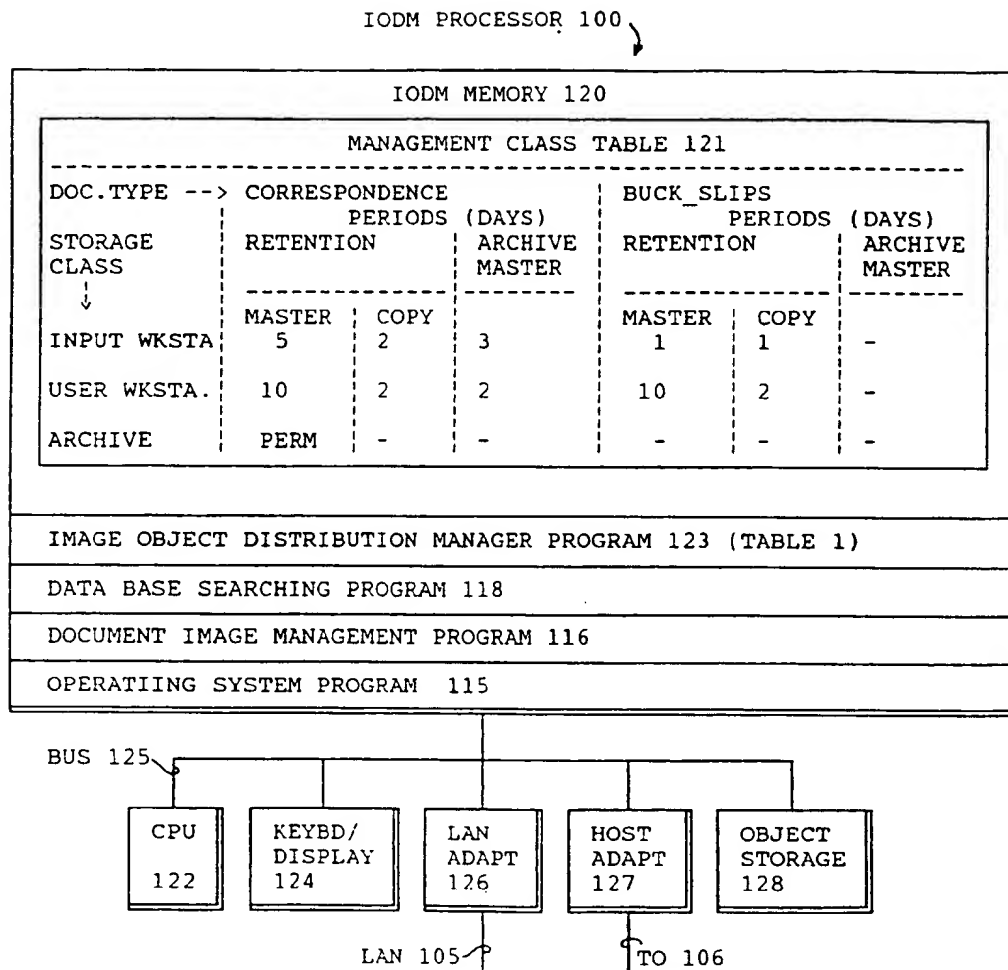 IODM PROCESSOR 100
IODM MEMORY 120
MANAGEMENT CLASS TABLE 121
DOC.TYPE --> CORRESPONDENCE BUCK_SLIPS
PERIODS (DAYS) PERIODS (DAYS)
STORAGE RETENTION ARCHIVE RETENTION ARCHIVE
CLASS MASTER MASTER
MASTER COPY MASTER COPY
INPUT WKSTA 5 2 3 1 1 -
USER WKSTA. 10 2 2 10 2 -
ARCHIVE PERM - - - - -
IMAGE OBJECT DISTRIBUTION MANAGER PROGRAM 123 (TABLE 1)
DATA BASE SEARCHING PROGRAM 118
DOCUMENT IMAGE MANAGEMENT PROGRAM 116
OPERATIING SYSTEM PROGRAM 115
BUS 125
CPU KEYBD/ LAN HOST OBJECT
DISPLAY ADAPT ADAPT STORAGE
122 124 126 127 128
LAN 105 TO 106